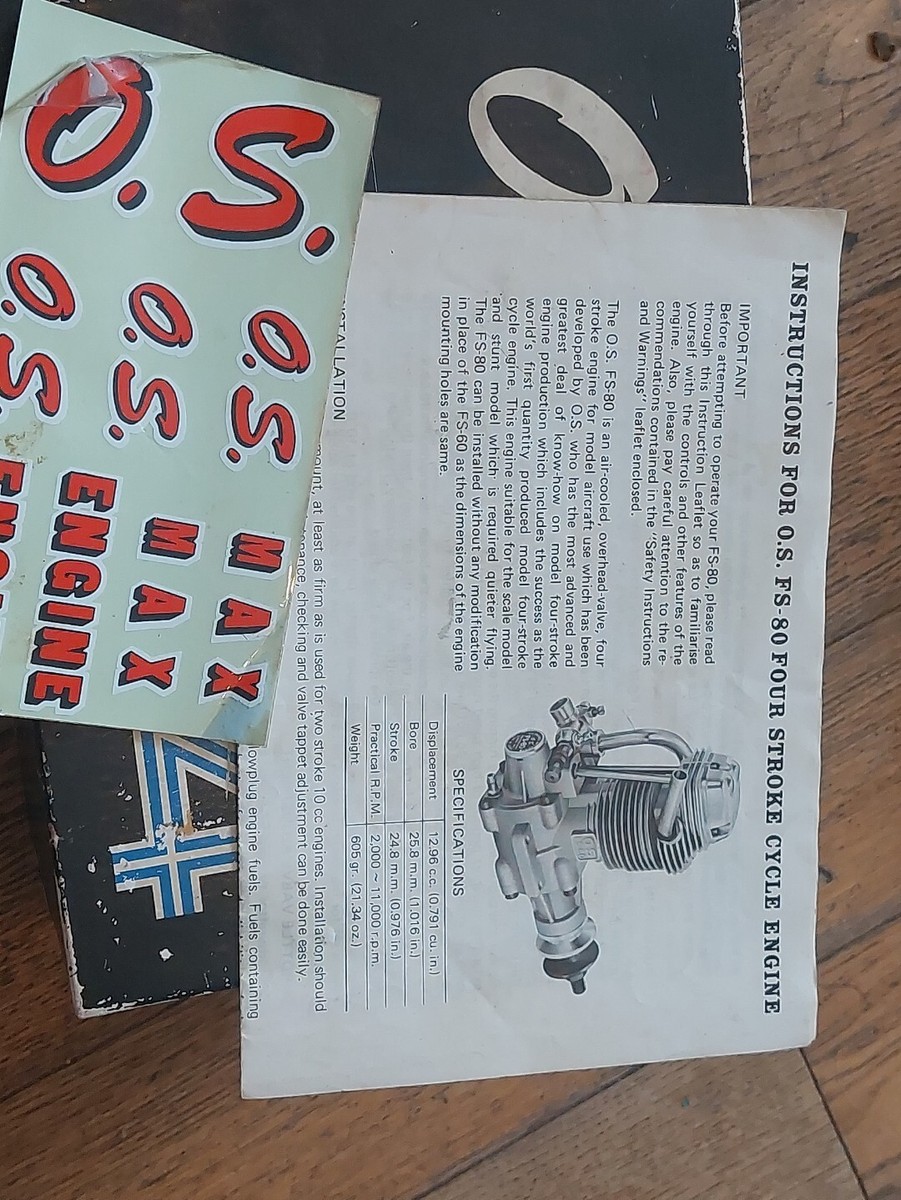 INSTRUCTIONS FOR O.S. FS-80 FOUR STROKE CYCLE ENGINE
IMPORTANT
Before attempting to operate your FS-80, please read
through this Instruction Leaflet so as to familiarise
yourself with the controls and other features of the
engine. Also, please pay careful attention to the re-
commendations contained in the "Safety Instructions
and Warnings" leaflet enclosed.
The O.S. FS-80 is an air-cooled, overhead-valve, four
stroke engine for model aircraft use which has been
developed by O.S. who has the most advanced and
greatest deal of know-how on model four-stroke
engine production which includes the success as the
world's first quantity produced model four-stroke
cycle engine. This engine suitable for the scale model
and stunt model which is required quieter flying.
The FS-80 can be installed without any modification
in place of the FS-60 as the dimensions of the engine
mounting holes are same.
SPECIFICATIONS
Displacement 12.96 c.c. (0.791 cu. in.)
Bore 25.8 m.m. (1.016 in.)
Stroke 24.8 m.m. (0.976 in.)
Practical R.P.M. 2,000~11,000 r.p.m.
Weight 605 gr. (21.34 oz.)
INSTALLATION
mount, at least as firm as is used for two stroke 10 cc engines. Installation should
checking and valve tappet adjustment can be done easily.
engine fuels. Fuels containing
O.S.
O.S. MAX
O.S. MAX
O.S. ENGINE
O